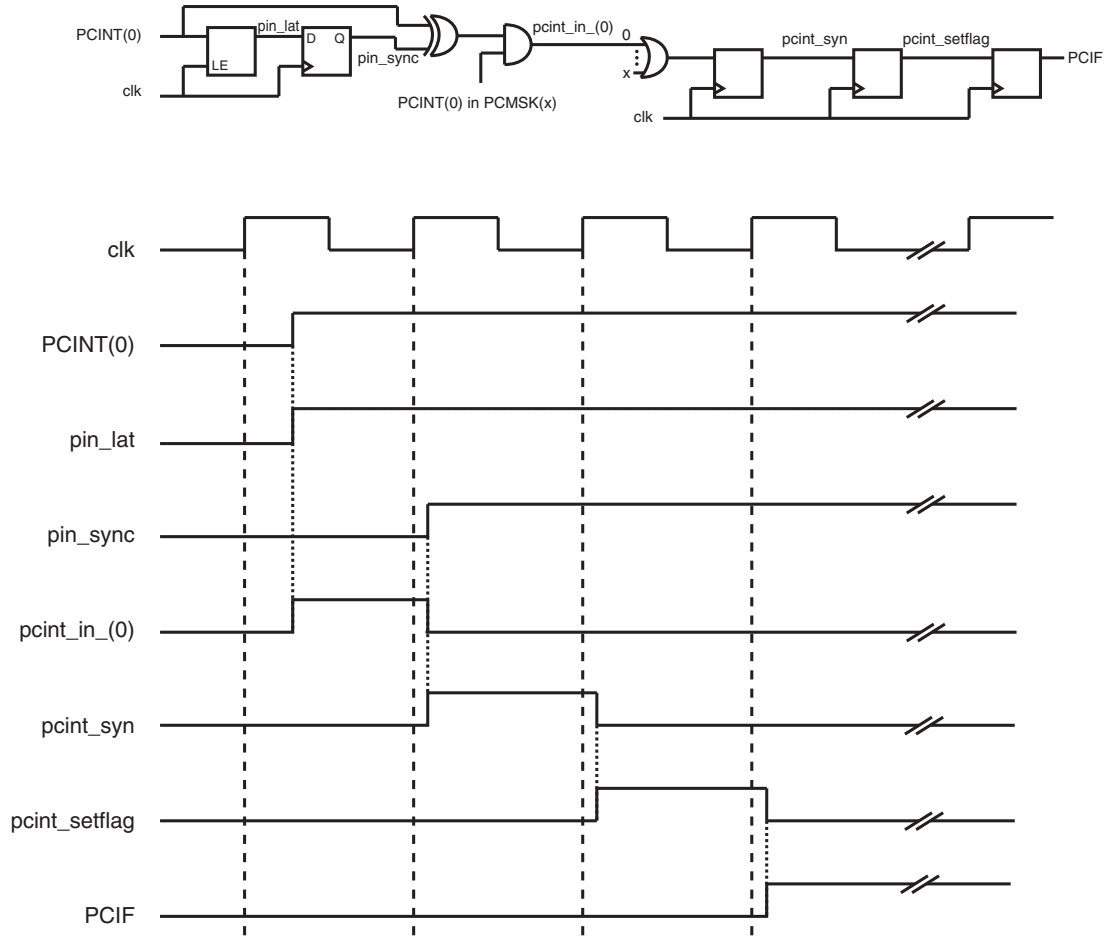 PCINT(0)
LE
pin_lat
D Q
pin_sync
clk
PCINT(0) in PCMSK(x)
pcint_in_(0)
0
x
clk
pcint_syn
pcint_setflag
PCIF
clk
PCINT(0)
pin_lat
pin_sync
pcint_in_(0)
pcint_syn
pcint_setflag
PCIF